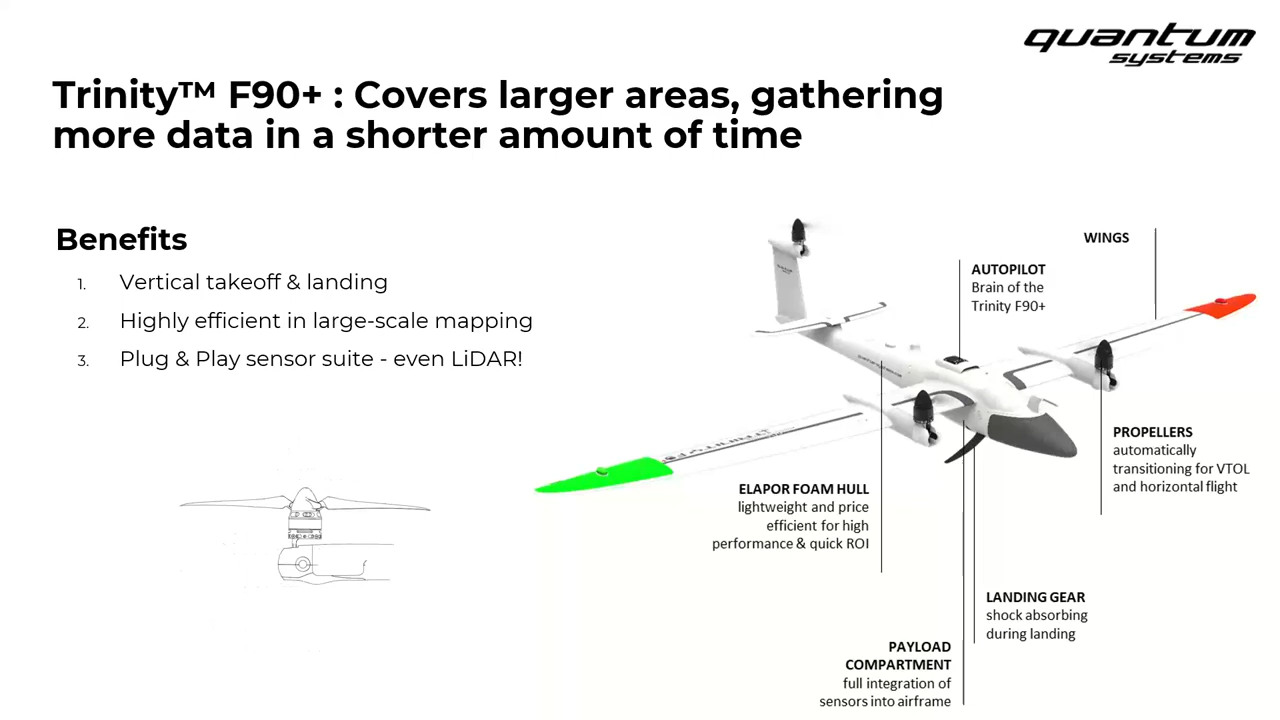 quantum
systems
Trinity™ F90+ : Covers larger areas, gathering
more data in a shorter amount of time
Benefits
1. Vertical takeoff & landing
2. Highly efficient in large-scale mapping
3. Plug & Play sensor suite - even LiDAR!
WINGS
AUTOPILOT
Brain of the
Trinity F90+
PROPELLERS
automatically
transitioning for VTOL
and horizontal flight
ELAPOR FOAM HULL
lightweight and price
efficient for high
performance & quick ROI
LANDING GEAR
shock absorbing
during landing
PAYLOAD
COMPARTMENT
full integration of
sensors into airframe